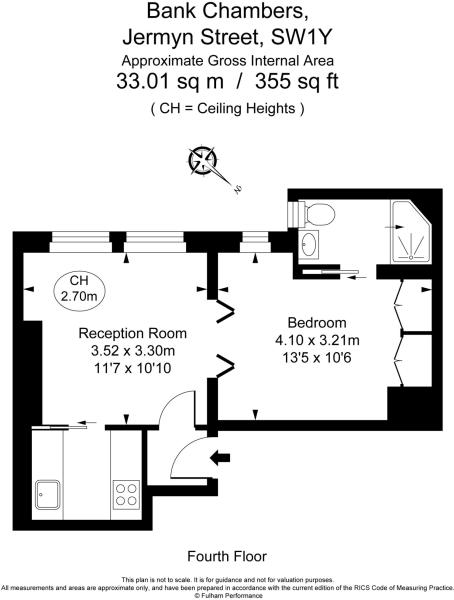 Bank Chambers,
Jermyn Street, SW1Y
Approximate Gross Internal Area
33.01 sq m / 355 sq ft
( CH = Ceiling Heights )
N
CH
2.70m
Reception Room
3.52 x 3.30m
11'7 x 10'10
Bedroom
4.10 x 3.21m
13'5 x 10'6
Fourth Floor
This plan is not to scale. It is for guidance and not for valuation purposes.
All measurements and areas are approximate only, and have been prepared in accordance with the current edition of the RICS Code of Measuring Practice.
© Fulham Performance